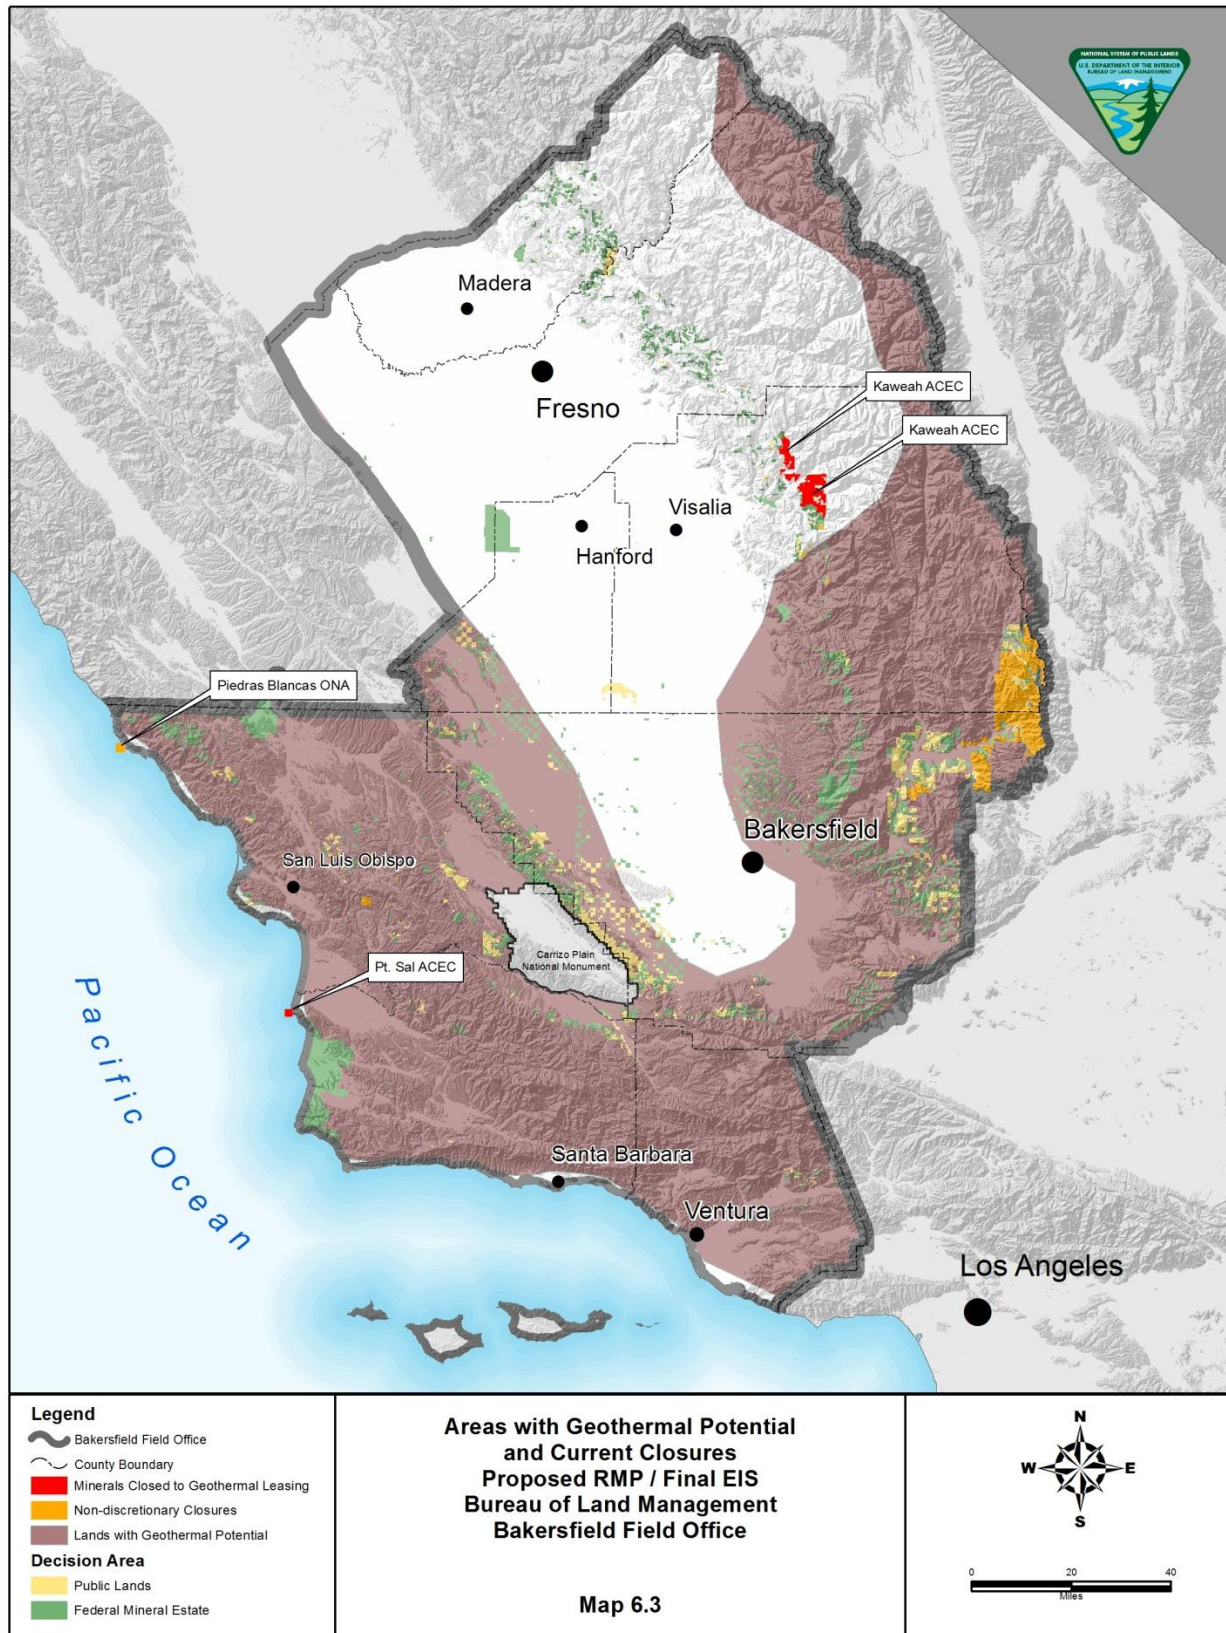 NATIONAL SYSTEM OF PUBLIC LANDS
U.S. DEPARTMENT OF THE INTERIOR
BUREAU OF LAND MANAGEMENT
Madera
Fresno
Kaweah ACEC
Kaweah ACEC
Visalia
Hanford
Piedras Blancas ONA
Bakersfield
San Luis Obispo
Carrizo Plain
National Monument
Pt. Sal ACEC
Pacific Ocean
Santa Barbara
Ventura
Los Angeles
Legend
Bakersfield Field Office
County Boundary
Minerals Closed to Geothermal Leasing
Non-discretionary Closures
Lands with Geothermal Potential
Decision Area
Public Lands
Federal Mineral Estate
Areas with Geothermal Potential
and Current Closures
Proposed RMP / Final EIS
Bureau of Land Management
Bakersfield Field Office
Map 6.3
N
W E
S
0 20 40
Miles